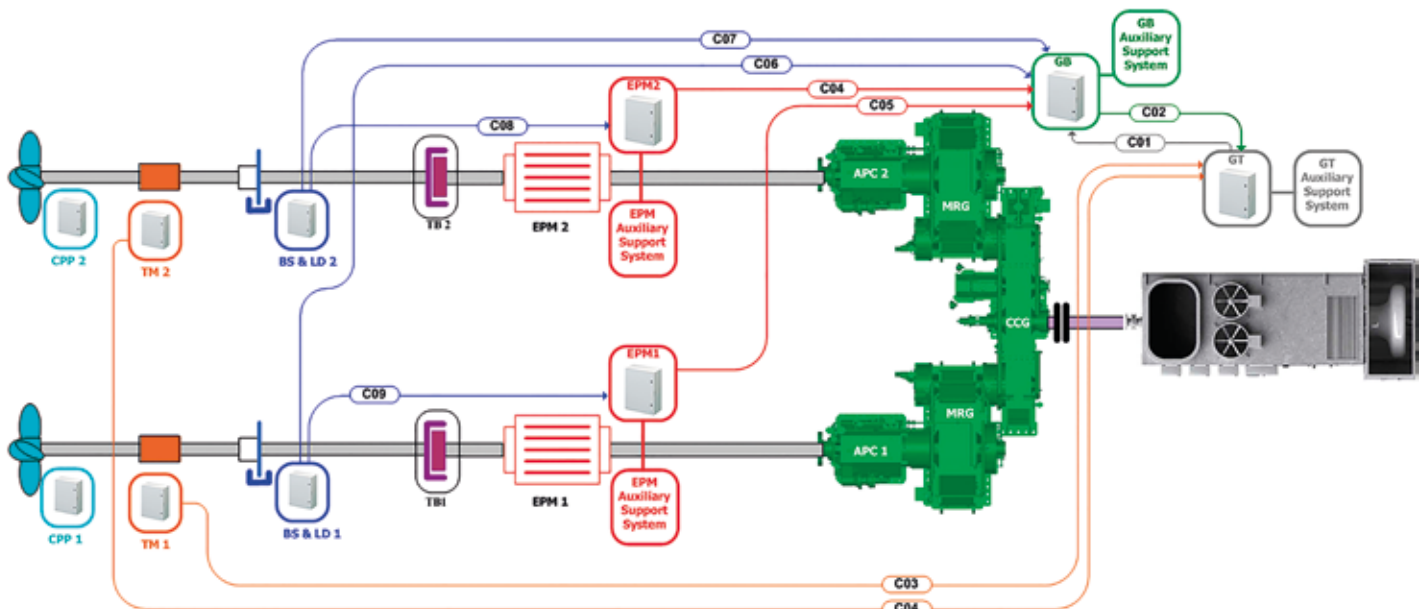 C07
GB
Auxiliary
Support
System
GB
C06
EPM2
C04
C05
C02
C08
C01
GT
GT
Auxiliary
Support
System
APC 2
MRG
CPP 2
TM 2
BS & LD 2
TB 2
EPM 2
EPM
Auxiliary
Support
System
CCG
EPM1
C09
MRG
APC 1
CPP 1
TM 1
BS & LD 1
TB1
EPM 1
EPM
Auxiliary
Support
System
C03
C04